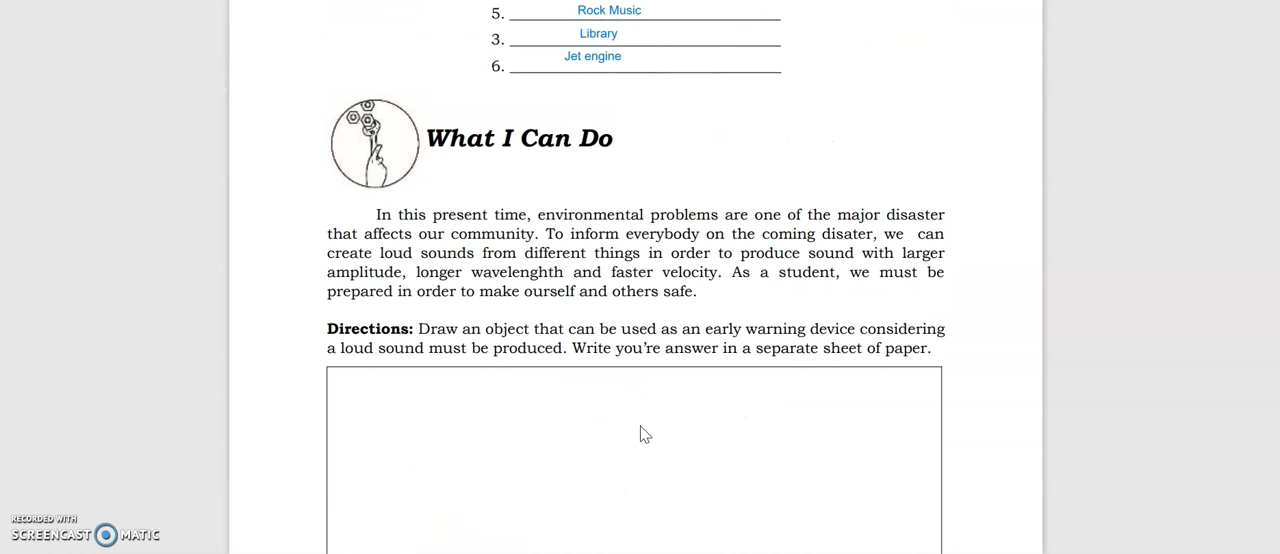 5. Rock Music
3. Library
6. Jet engine
What I Can Do
In this present time, environmental problems are one of the major disaster
that affects our community. To inform everybody on the coming disater, we can
create loud sounds from different things in order to produce sound with larger
amplitude, longer wavelenghth and faster velocity. As a student, we must be
prepared in order to make ourself and others safe.
Directions: Draw an object that can be used as an early warning device considering
a loud sound must be produced. Write you're answer in a separate sheet of paper.
RECORDED WITH
SCREENCAST MATIC